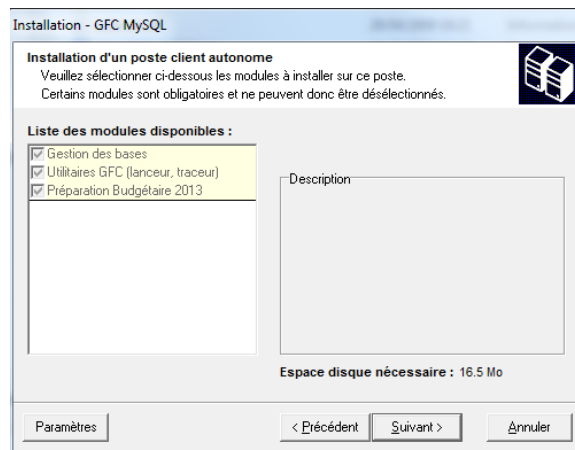 Installation - GFC MySQL
Installation d'un poste client autonome
Veuillez sélectionner ci-dessous les modules à installer sur ce poste.
Certains modules sont obligatoires et ne peuvent donc être désélectionnés.
Liste des modules disponibles :
Gestion des bases
Utilitaires GFC (lanceur, traceur)
Préparation Budgétaire 2013
Description
Espace disque nécessaire : 16.5 Mo
Paramètres
< Précédent
Suivant >
Annuler